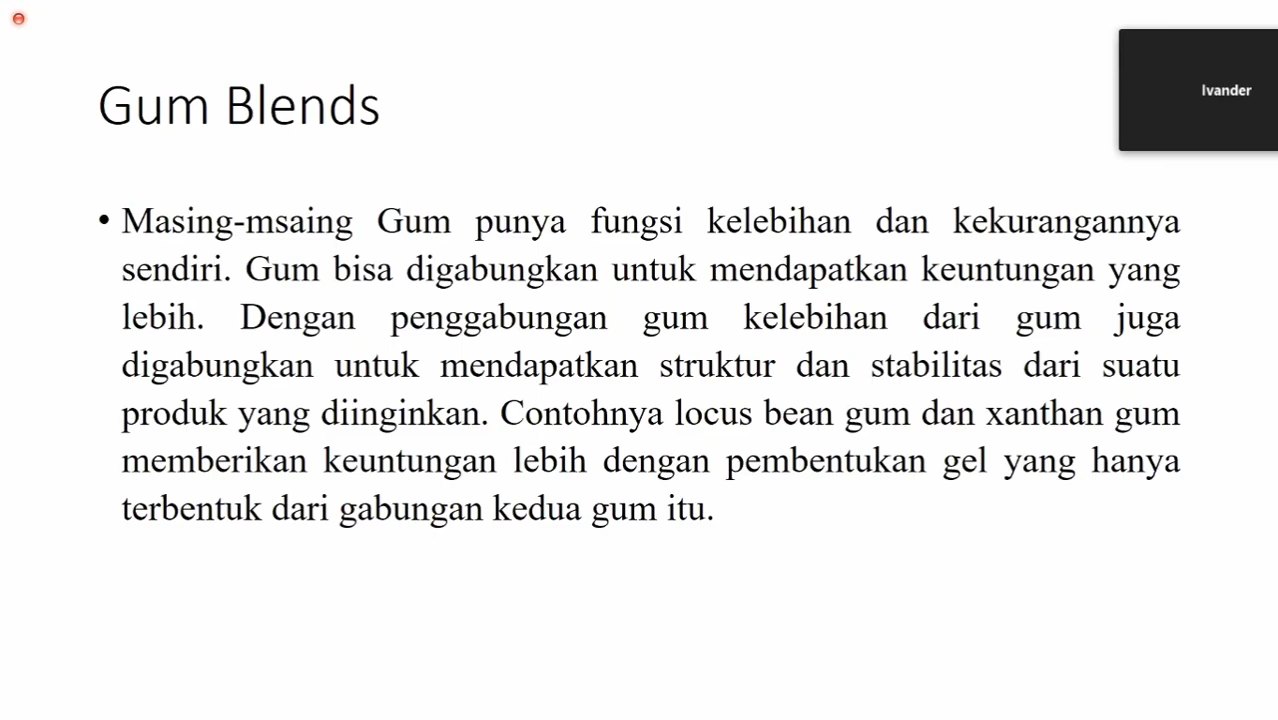 Gum Blends
Ivander
• Masing-msaing Gum punya fungsi kelebihan dan kekurangannya
sendiri. Gum bisa digabungkan untuk mendapatkan keuntungan yang
lebih. Dengan penggabungan gum kelebihan dari gum juga
digabungkan untuk mendapatkan struktur dan stabilitas dari suatu
produk yang diinginkan. Contohnya locus bean gum dan xanthan gum
memberikan keuntungan lebih dengan pembentukan gel yang hanya
terbentuk dari gabungan kedua gum itu.